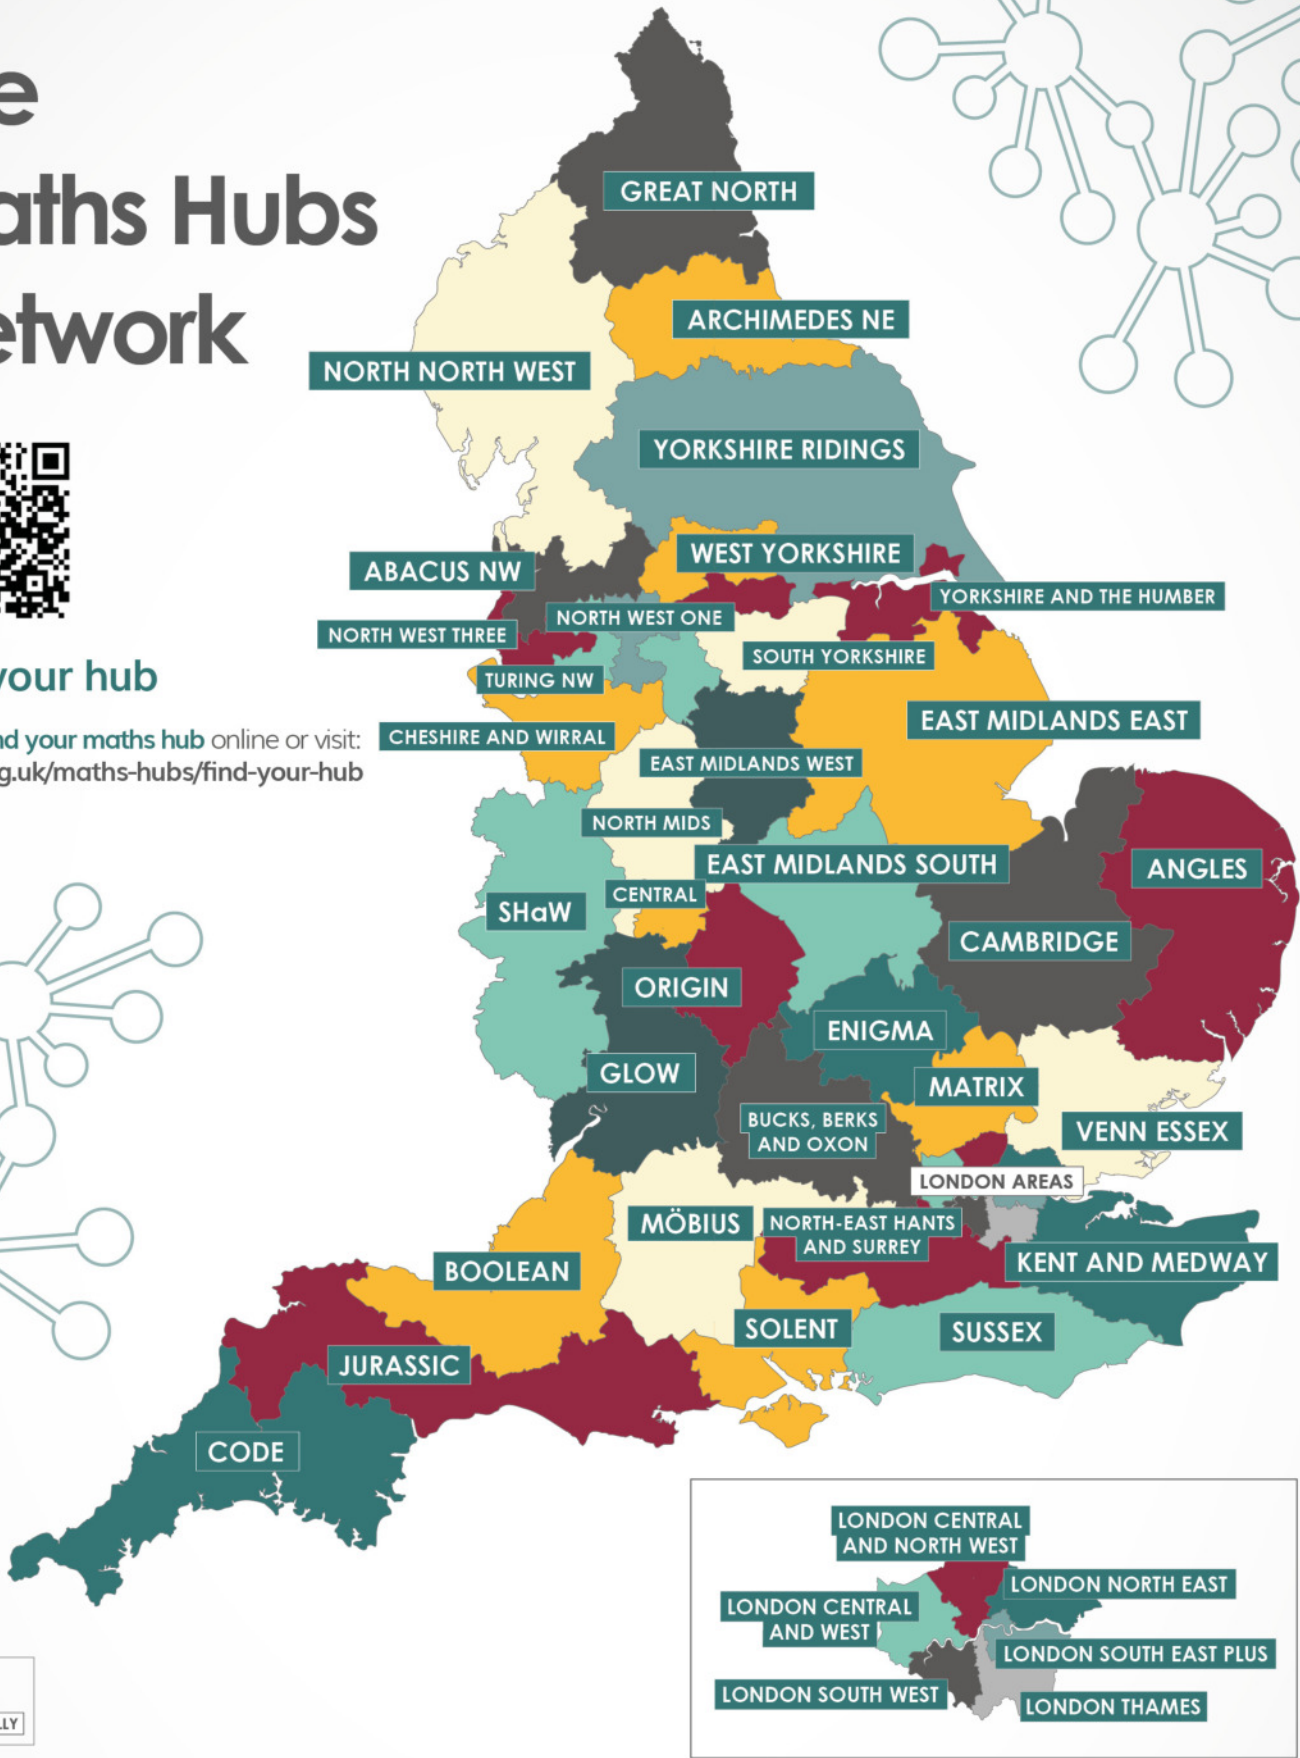 e
aths Hubs
etwork
your hub
nd your maths hub online or visit:
g.uk/maths-hubs/find-your-hub
GREAT NORTH
ARCHIMEDES NE
NORTH NORTH WEST
YORKSHIRE RIDINGS
WEST YORKSHIRE
ABACUS NW
YORKSHIRE AND THE HUMBER
NORTH WEST ONE
NORTH WEST THREE
SOUTH YORKSHIRE
TURING NW
EAST MIDLANDS EAST
CHESHIRE AND WIRRAL
EAST MIDLANDS WEST
NORTH MIDS
EAST MIDLANDS SOUTH
ANGLES
CENTRAL
SHaW
CAMBRIDGE
ORIGIN
ENIGMA
GLOW
MATRIX
BUCKS, BERKS
AND OXON
VENN ESSEX
LONDON AREAS
MÖBIUS
NORTH-EAST HANTS
AND SURREY
KENT AND MEDWAY
BOOLEAN
SOLENT
SUSSEX
JURASSIC
CODE
LONDON CENTRAL
AND NORTH WEST
LONDON NORTH EAST
LONDON CENTRAL
AND WEST
LONDON SOUTH EAST PLUS
LONDON SOUTH WEST
LONDON THAMES
LLY